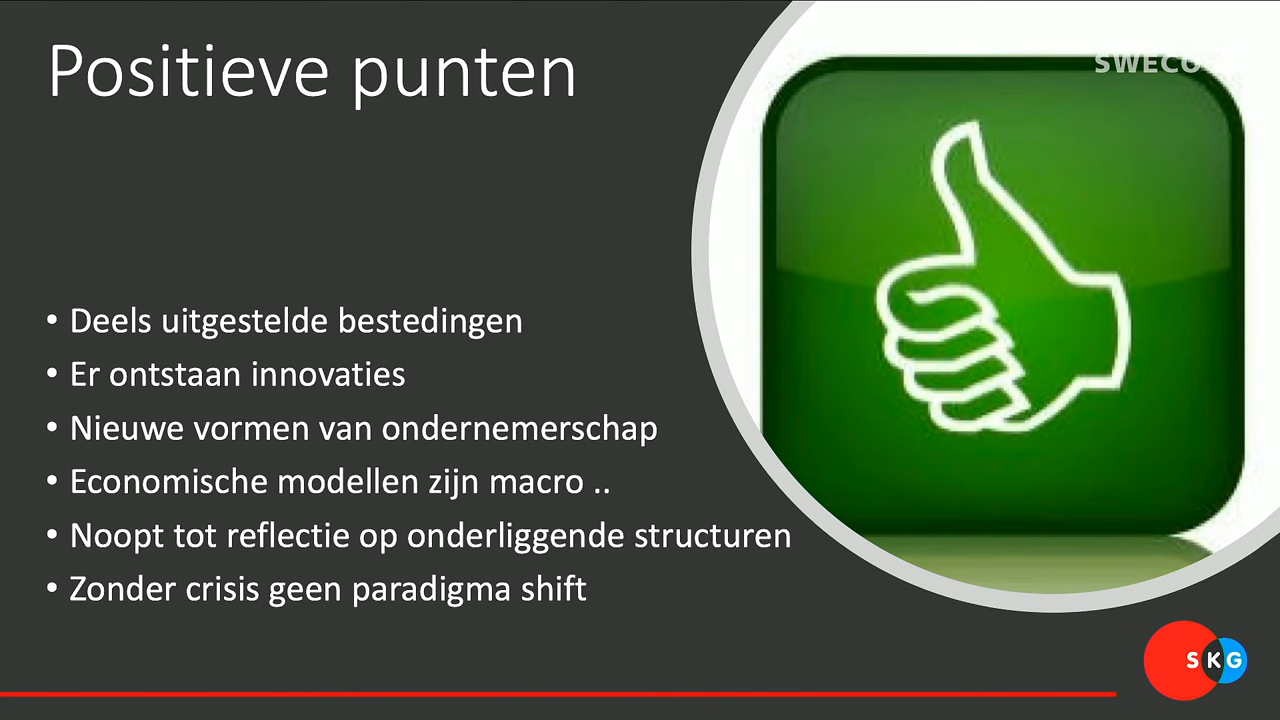 Positieve punten
SWECO
• Deels uitgestelde bestedingen
• Er ontstaan innovaties
• Nieuwe vormen van ondernemerschap
• Economische modellen zijn macro ..
• Noopt tot reflectie op onderliggende structuren
• Zonder crisis geen paradigma shift
SKG